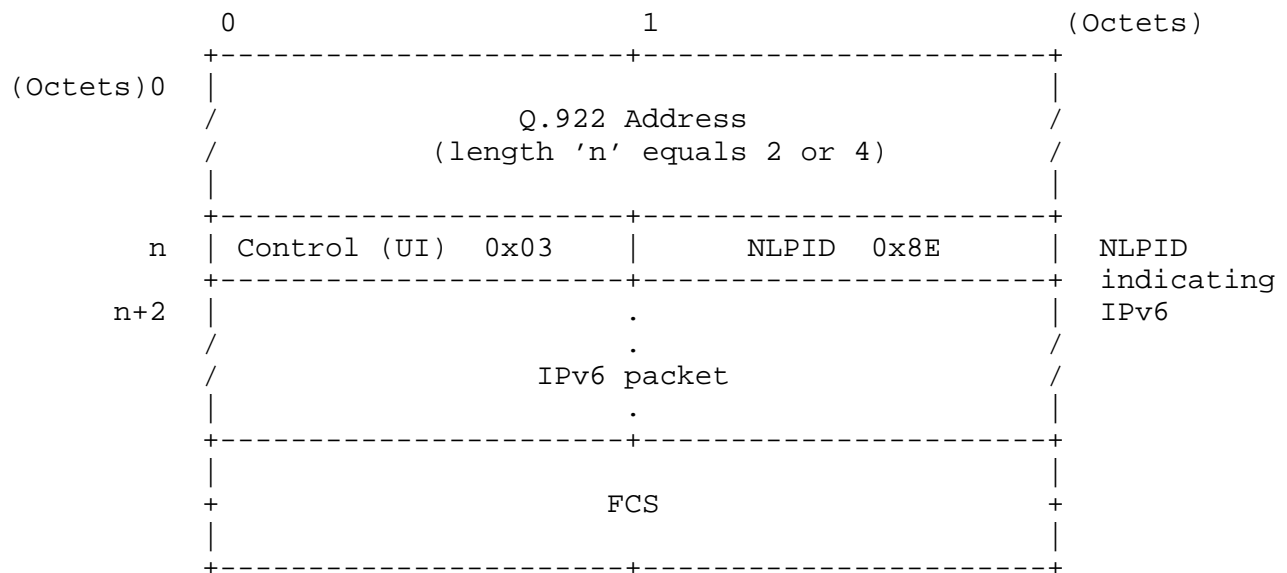 0 1 (Octets)
(Octets)0
Q.922 Address
(length ’n’ equals 2 or 4)
n Control (UI) 0x03 NLPID 0x8E NLPID
indicating
n+2 . IPv6
.
IPv6 packet
.
FCS